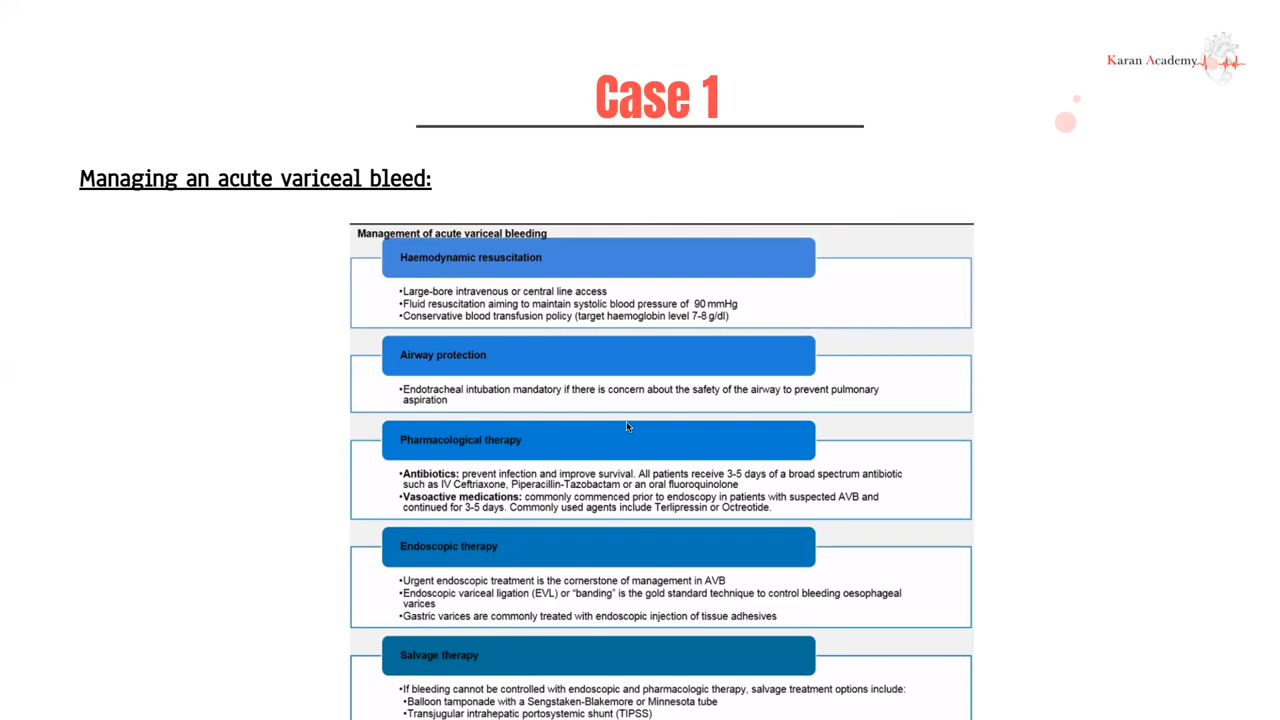 Karan Academy
Case 1
Managing an acute variceal bleed:
Management of acute variceal bleeding
Haemodynamic resuscitation
•Large-bore intravenous or central line access
•Fluid resuscitation aiming to maintain systolic blood pressure of 90 mmHg
•Conservative blood transfusion policy (target haemoglobin level 7-8 g/dl)
Airway protection
•Endotracheal intubation mandatory if there is concern about the safety of the airway to prevent pulmonary
aspiration
Pharmacological therapy
•Antibiotics: prevent infection and improve survival. All patients receive 3-5 days of a broad spectrum antibiotic
such as IV Ceftriaxone, Piperacillin-Tazobactam or an oral fluoroquinolone
•Vasoactive medications: commonly commenced prior to endoscopy in patients with suspected AVB and
continued for 3-5 days. Commonly used agents include Terlipressin or Octreotide.
Endoscopic therapy
•Urgent endoscopic treatment is the cornerstone of management in AVB
•Endoscopic variceal ligation (EVL) or “banding” is the gold standard technique to control bleeding oesophageal
varices
•Gastric varices are commonly treated with endoscopic injection of tissue adhesives
Salvage therapy
•If bleeding cannot be controlled with endoscopic and pharmacologic therapy, salvage treatment options include:
•Balloon tamponade with a Sengstaken-Blakemore or Minnesota tube
•Transjugular intrahepatic portosystemic shunt (TIPSS)